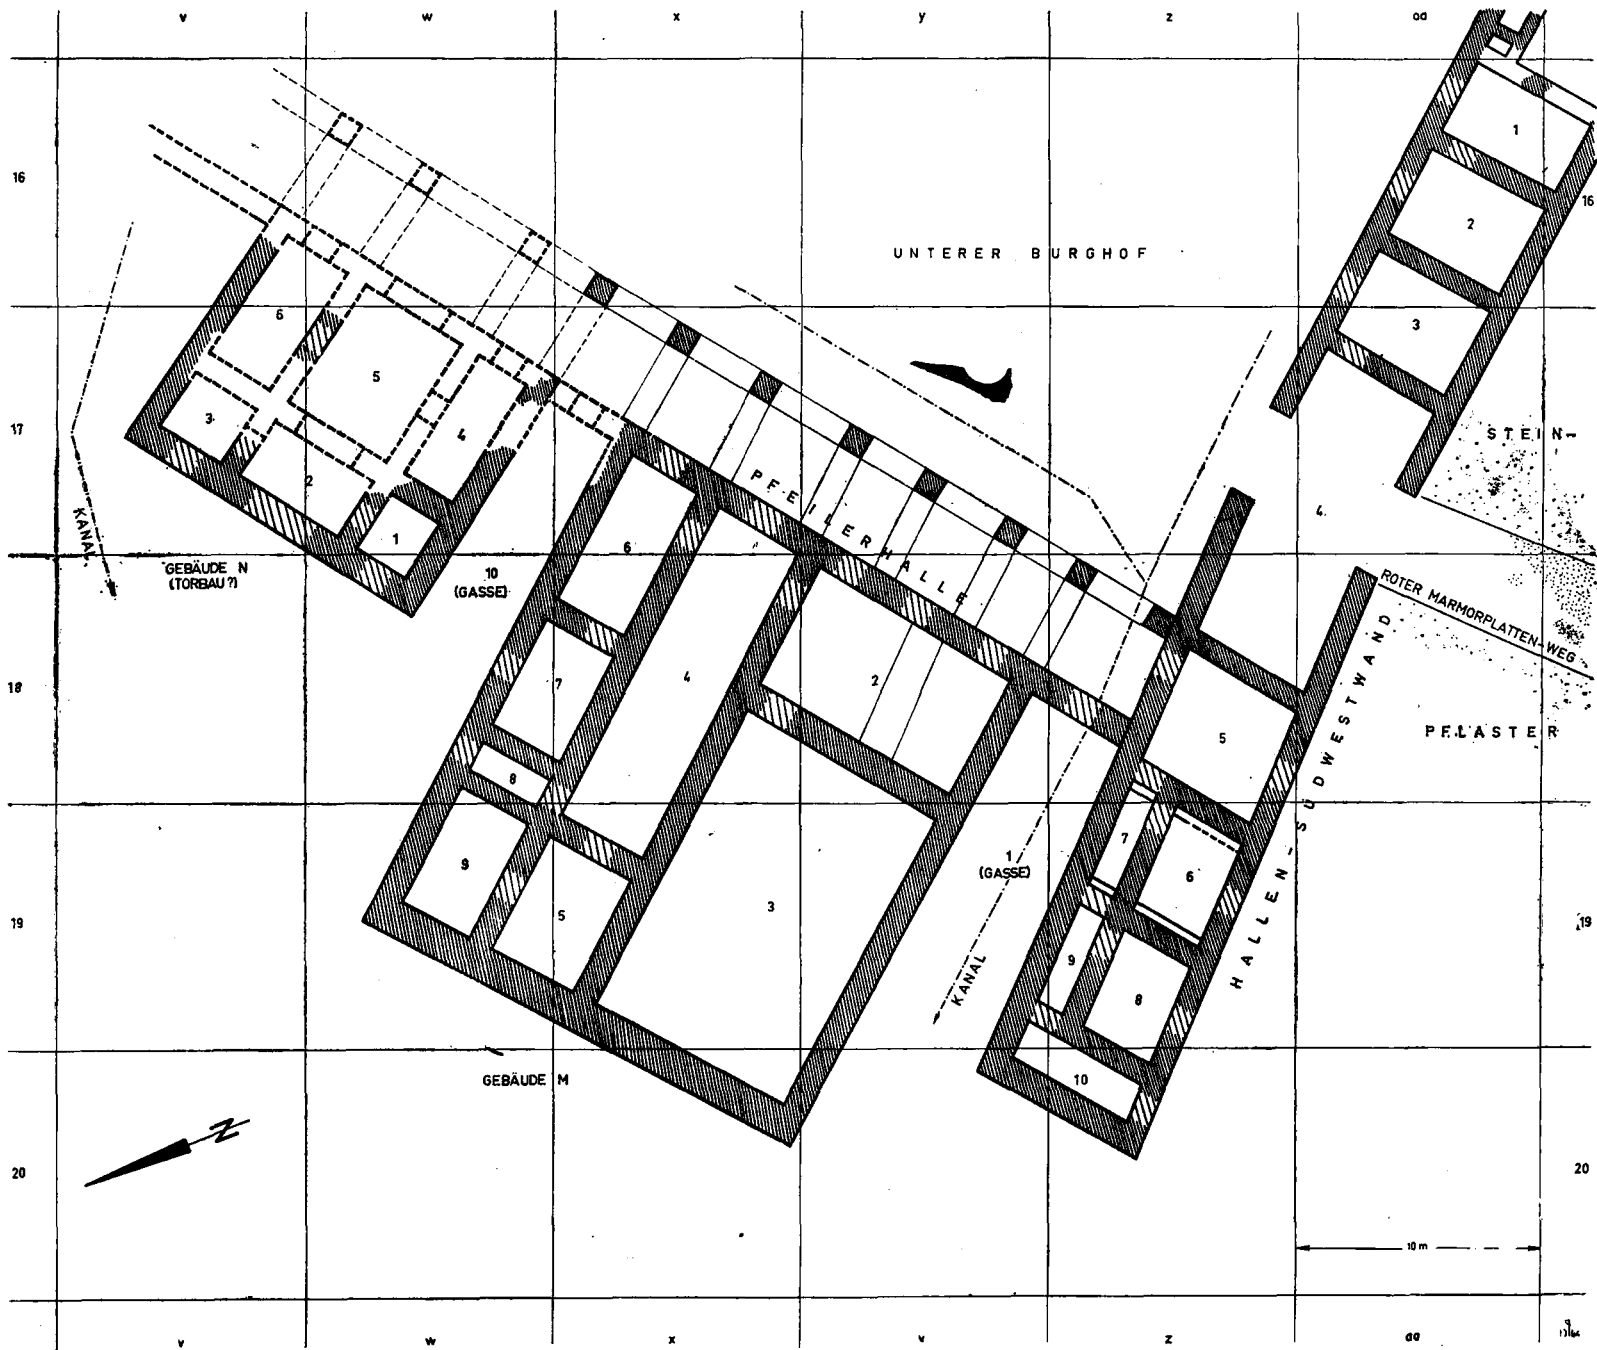 v w x y z aa
16
1
2
16
UNTERER BURGHOF
6
3
5
17
3
4
STEIN-
PFEILERHALLE
2
4
KANAL
1
6
GEBÄUDE N
(TORBAU?)
10
(GASSE)
ROTER MARMORPLATTEN-WEG
18
7
4
2
5
PFLASTER
HALLEN-SÜDWESTWAND
8
7
9
1
(GASSE)
6
19
5
3
9
8
19
KANAL
GEBÄUDE M
10
N
20
20
10 m
v w x v z aa